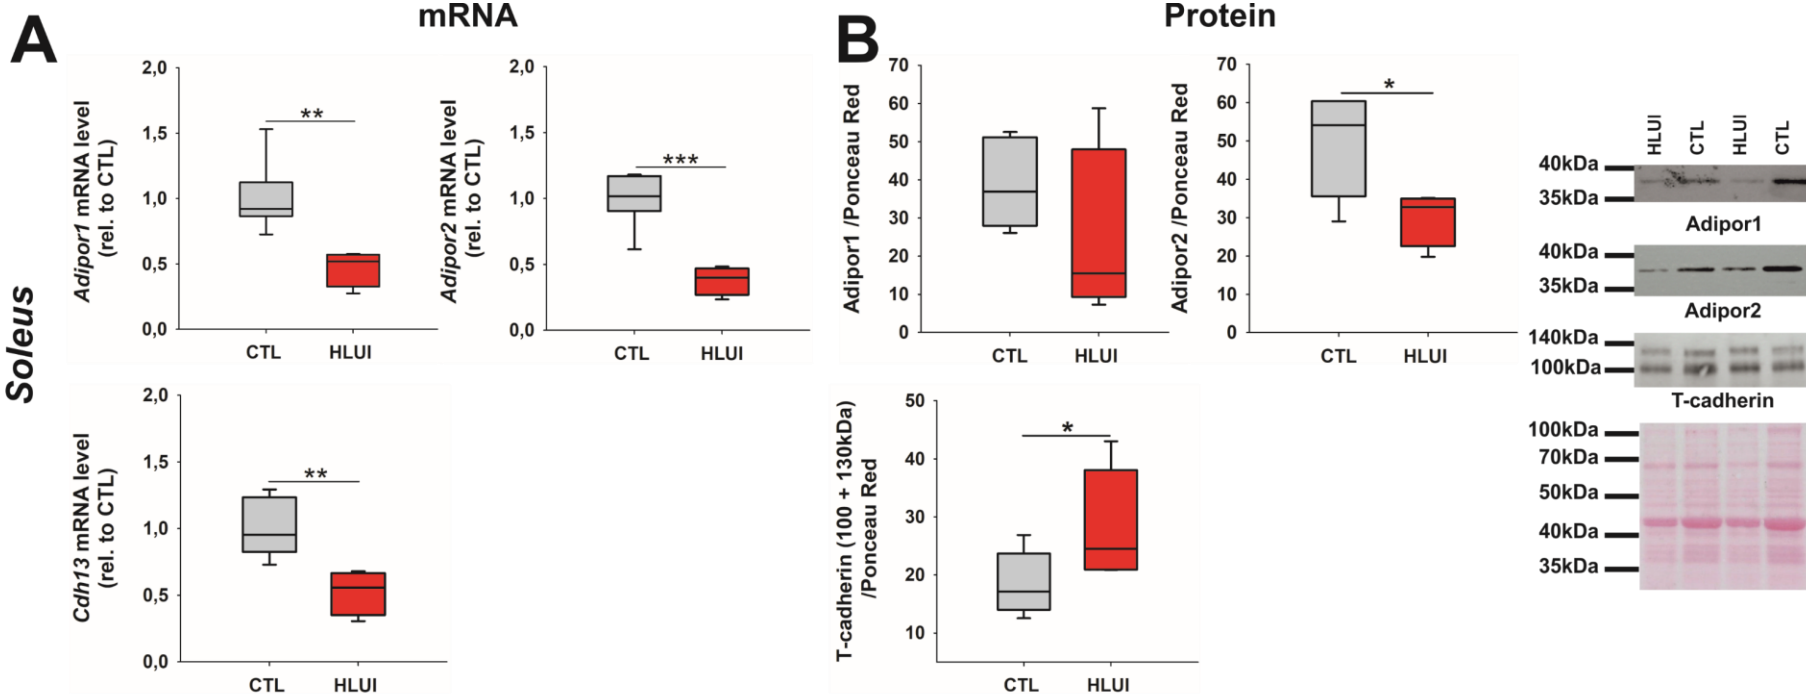 mRNA
Protein
A
B
Soleus
Adipor1 mRNA level
(rel. to CTL)
2,0
1,5
1,0
0,5
0,0
**
CTL HLUI
Adipor2 mRNA level
(rel. to CTL)
2,0
1,5
1,0
0,5
0,0
***
CTL HLUI
Cdh13 mRNA level
(rel. to CTL)
2,0
1,5
1,0
0,5
0,0
**
CTL HLUI
Adipor1 /Ponceau Red
70
60
50
40
30
20
10
0
CTL HLUI
Adipor2 /Ponceau Red
70
60
50
40
30
20
10
0
*
CTL HLUI
T-cadherin (100 + 130kDa)
/Ponceau Red
50
40
30
20
10
*
CTL HLUI
HLUI CTL HLUI CTL
40kDa
35kDa
Adipor1
40kDa
35kDa
Adipor2
140kDa
100kDa
T-cadherin
100kDa
70kDa
50kDa
40kDa
35kDa